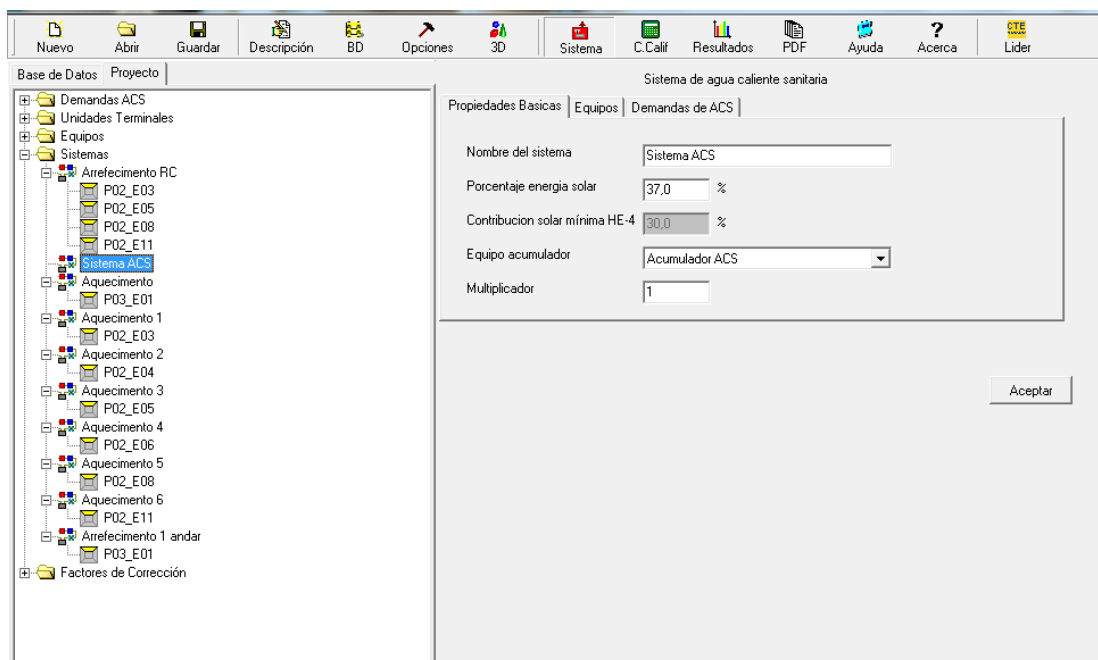 Nuevo Abrir Guardar Descripción BD Opciones 3D Sistema C.Calif Resultados PDF Ayuda Acerca Lider
CTE
Base de Datos Proyecto
Demandas ACS
Unidades Terminales
Equipos
Sistemas
Arrefecimento RC
P02_E03
P02_E05
P02_E08
P02_E11
Sistema ACS
Aquecimento
P03_E01
Aquecimento 1
P02_E03
Aquecimento 2
P02_E04
Aquecimento 3
P02_E05
Aquecimento 4
P02_E06
Aquecimento 5
P02_E08
Aquecimento 6
P02_E11
Arrefecimento 1 andar
P03_E01
Factores de Corrección
Sistema de agua caliente sanitaria
Propiedades Basicas Equipos Demandas de ACS
Nombre del sistema Sistema ACS
Porcentaje energia solar 37,0 %
Contribucion solar mínima HE-4 30,0 %
Equipo acumulador Acumulador ACS
Multiplicador 1
Aceptar